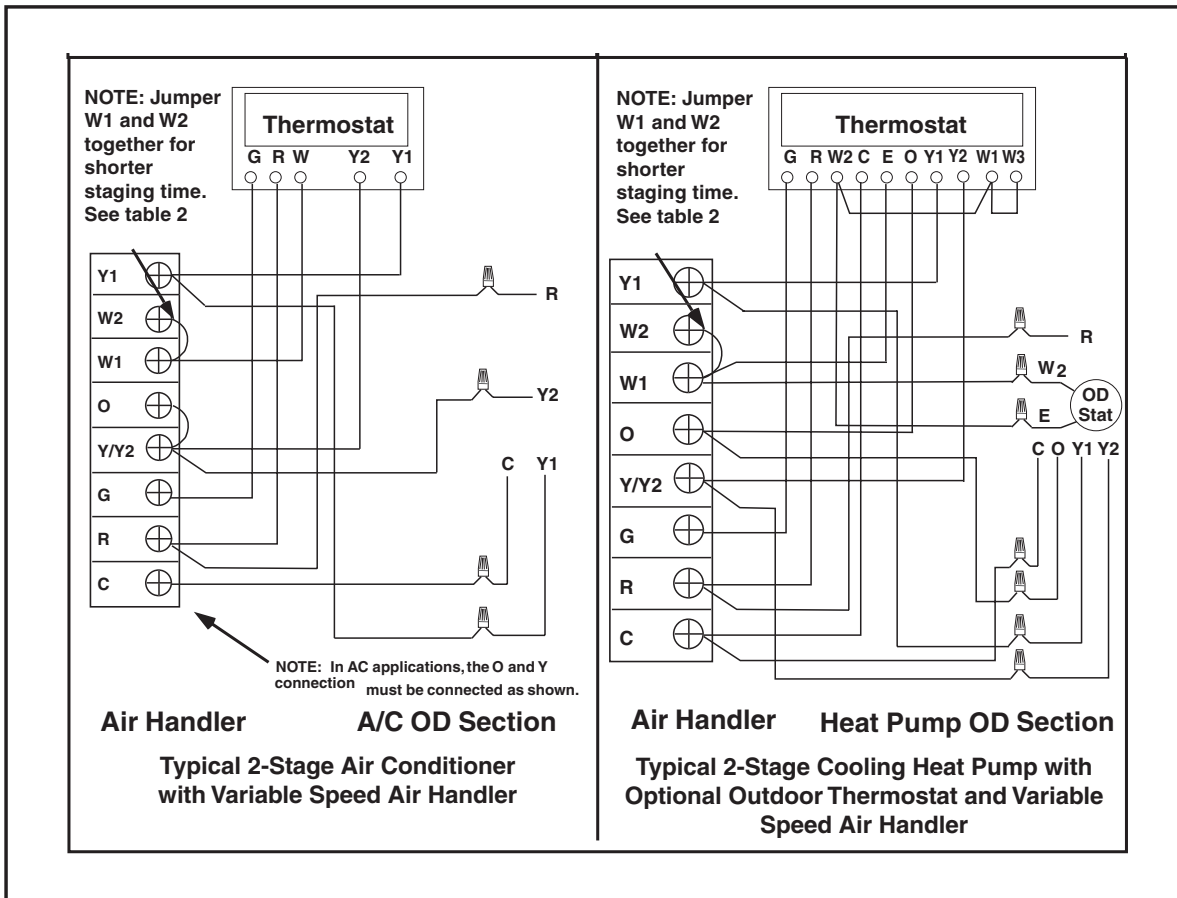 NOTE: Jumper
W1 and W2
together for
shorter
staging time.
See table 2
Thermostat
G R W Y2 Y1
Y1
W2
W1
O
Y/Y2
G
R
C
R
Y2
C Y1
NOTE: In AC applications, the O and Y
connection must be connected as shown.
Air Handler A/C OD Section
Typical 2-Stage Air Conditioner
with Variable Speed Air Handler
NOTE: Jumper
W1 and W2
together for
shorter
staging time.
See table 2
Thermostat
G R W2 C E O Y1 Y2 W1 W3
Y1
W2
W1
O
Y/Y2
G
R
C
R
W2
OD
Stat
E
C O Y1 Y2
Air Handler Heat Pump OD Section
Typical 2-Stage Cooling Heat Pump with
Optional Outdoor Thermostat and Variable
Speed Air Handler